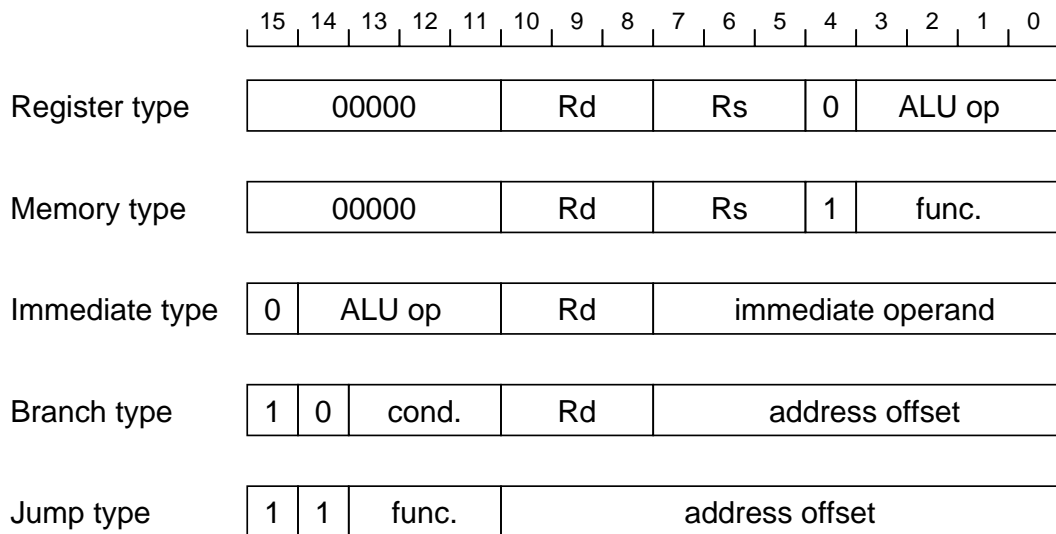 15 14 13 12 11 10 9 8 7 6 5 4 3 2 1 0
Register type 00000 Rd Rs 0 ALU op
Memory type 00000 Rd Rs 1 func.
Immediate type 0 ALU op Rd immediate operand
Branch type 1 0 cond. Rd address offset
Jump type 1 1 func. address offset